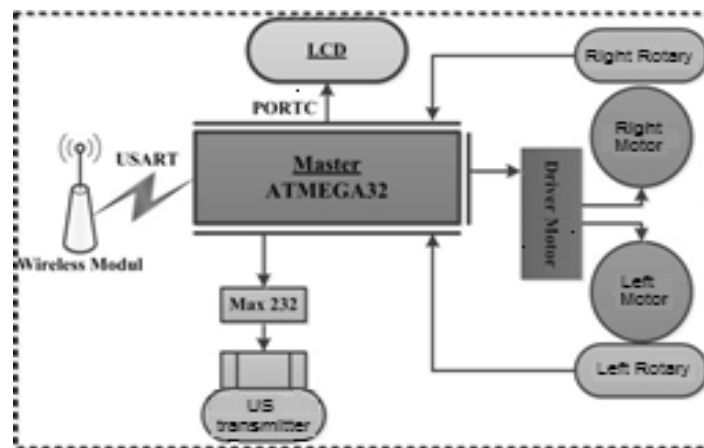 LCD
Right Rotary
PORTC
Right
Motor
USART
Master
ATMEGA32
Driver Motor
Wireless Modul
Left
Motor
Max 232
Left Rotary
US
transmitter